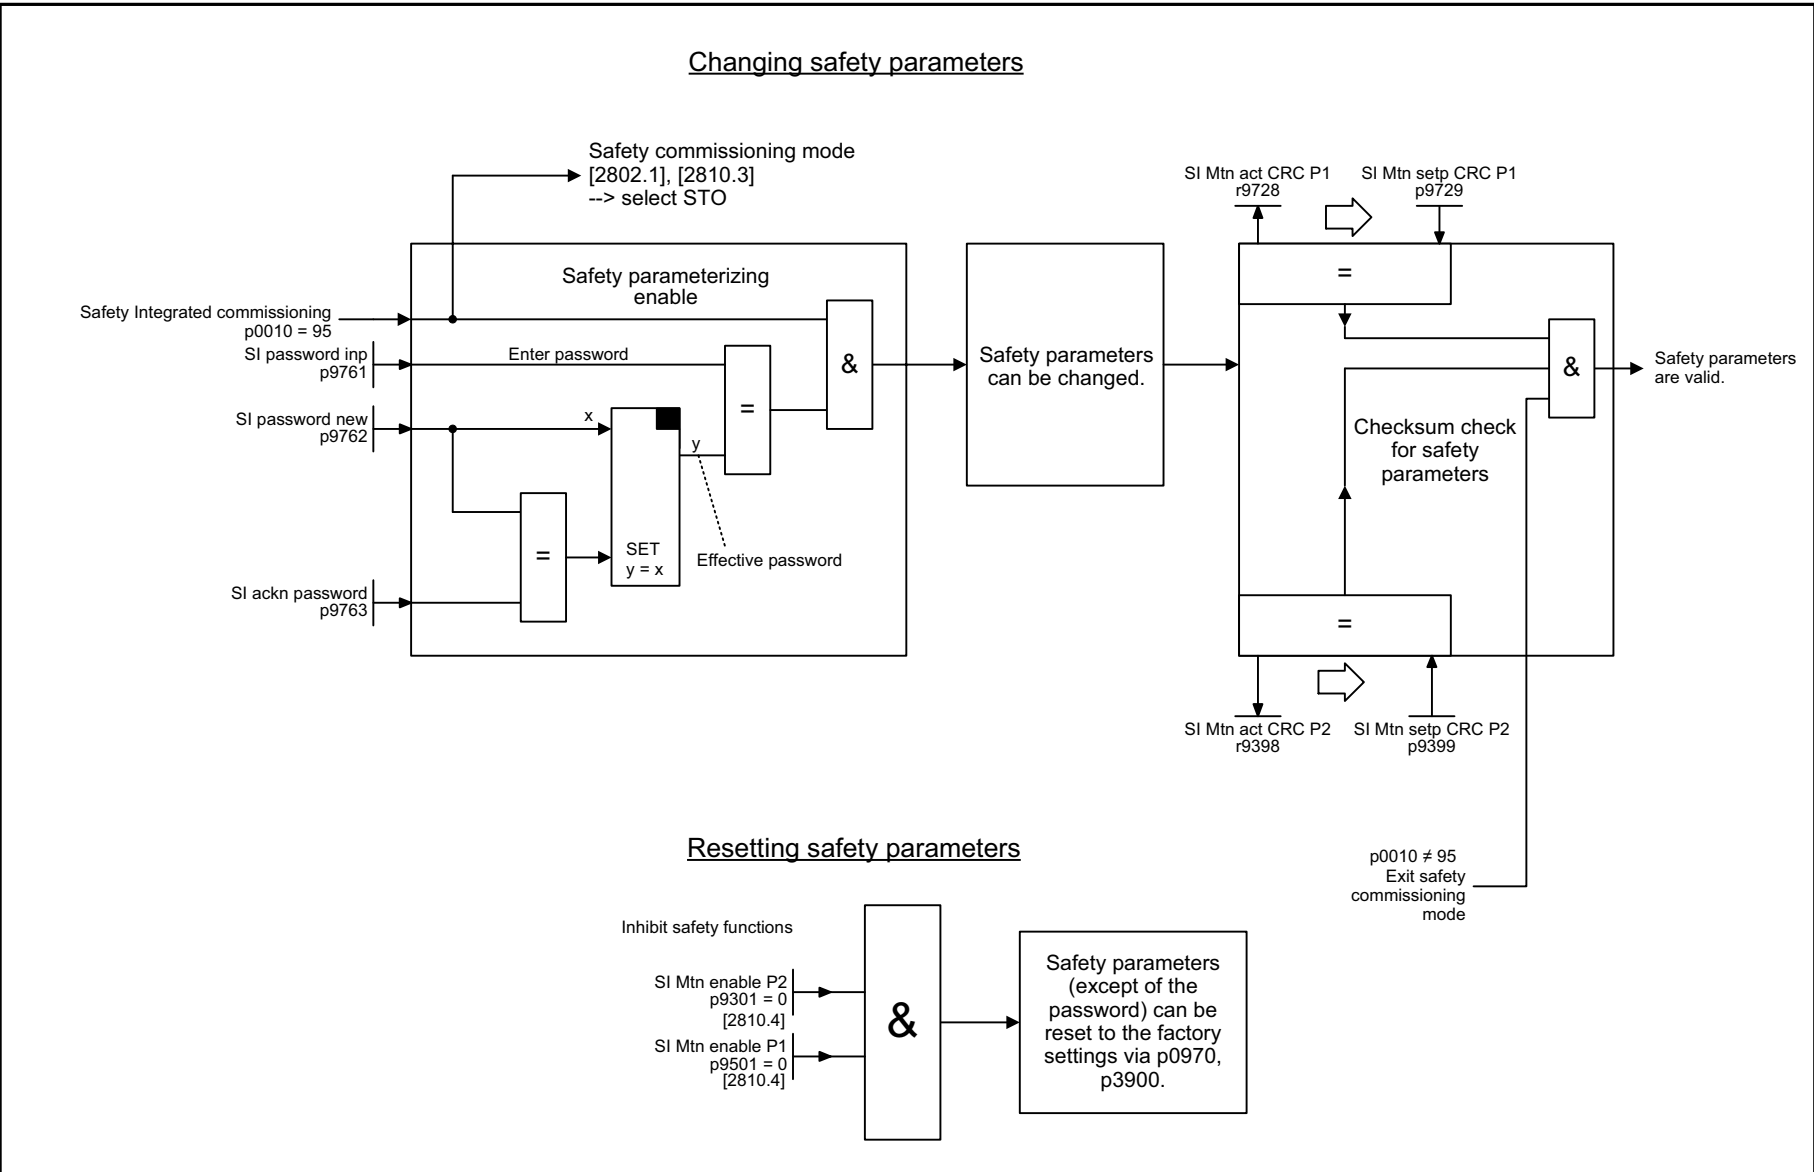 Changing safety parameters
Safety commissioning mode
[2802.1], [2810.3]
--> select STO
SI Mtn act CRC P1
r9728
SI Mtn setp CRC P1
p9729
Safety parameterizing
enable
=
Safety Integrated commissioning
p0010 = 95
SI password inp
p9761
Enter password
&
Safety parameters
can be changed.
&
Safety parameters
are valid.
SI password new
p9762
x
=
y
Checksum check
for safety
parameters
=
SET
y = x
Effective password
SI ackn password
p9763
=
SI Mtn act CRC P2
r9398
SI Mtn setp CRC P2
p9399
Resetting safety parameters
p0010 ≠ 95
Exit safety
commissioning
mode
Inhibit safety functions
SI Mtn enable P2
p9301 = 0
[2810.4]
SI Mtn enable P1
p9501 = 0
[2810.4]
&
Safety parameters
(except of the
password) can be
reset to the factory
settings via p0970,
p3900.